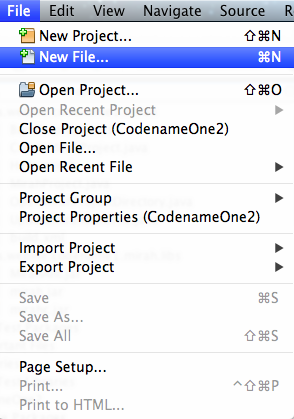 File Edit View Navigate Source R
New Project... ⇧⌘N
New File... ⌘N
Open Project... ⇧⌘O
Open Recent Project
Close Project (CodenameOne2)
Open File...
Open Recent File
Project Group
Project Properties (CodenameOne2)
Import Project
Export Project
Save ⌘S
Save As...
Save All ⇧⌘S
Page Setup...
Print... ^⇧⌘P
Print to HTML...